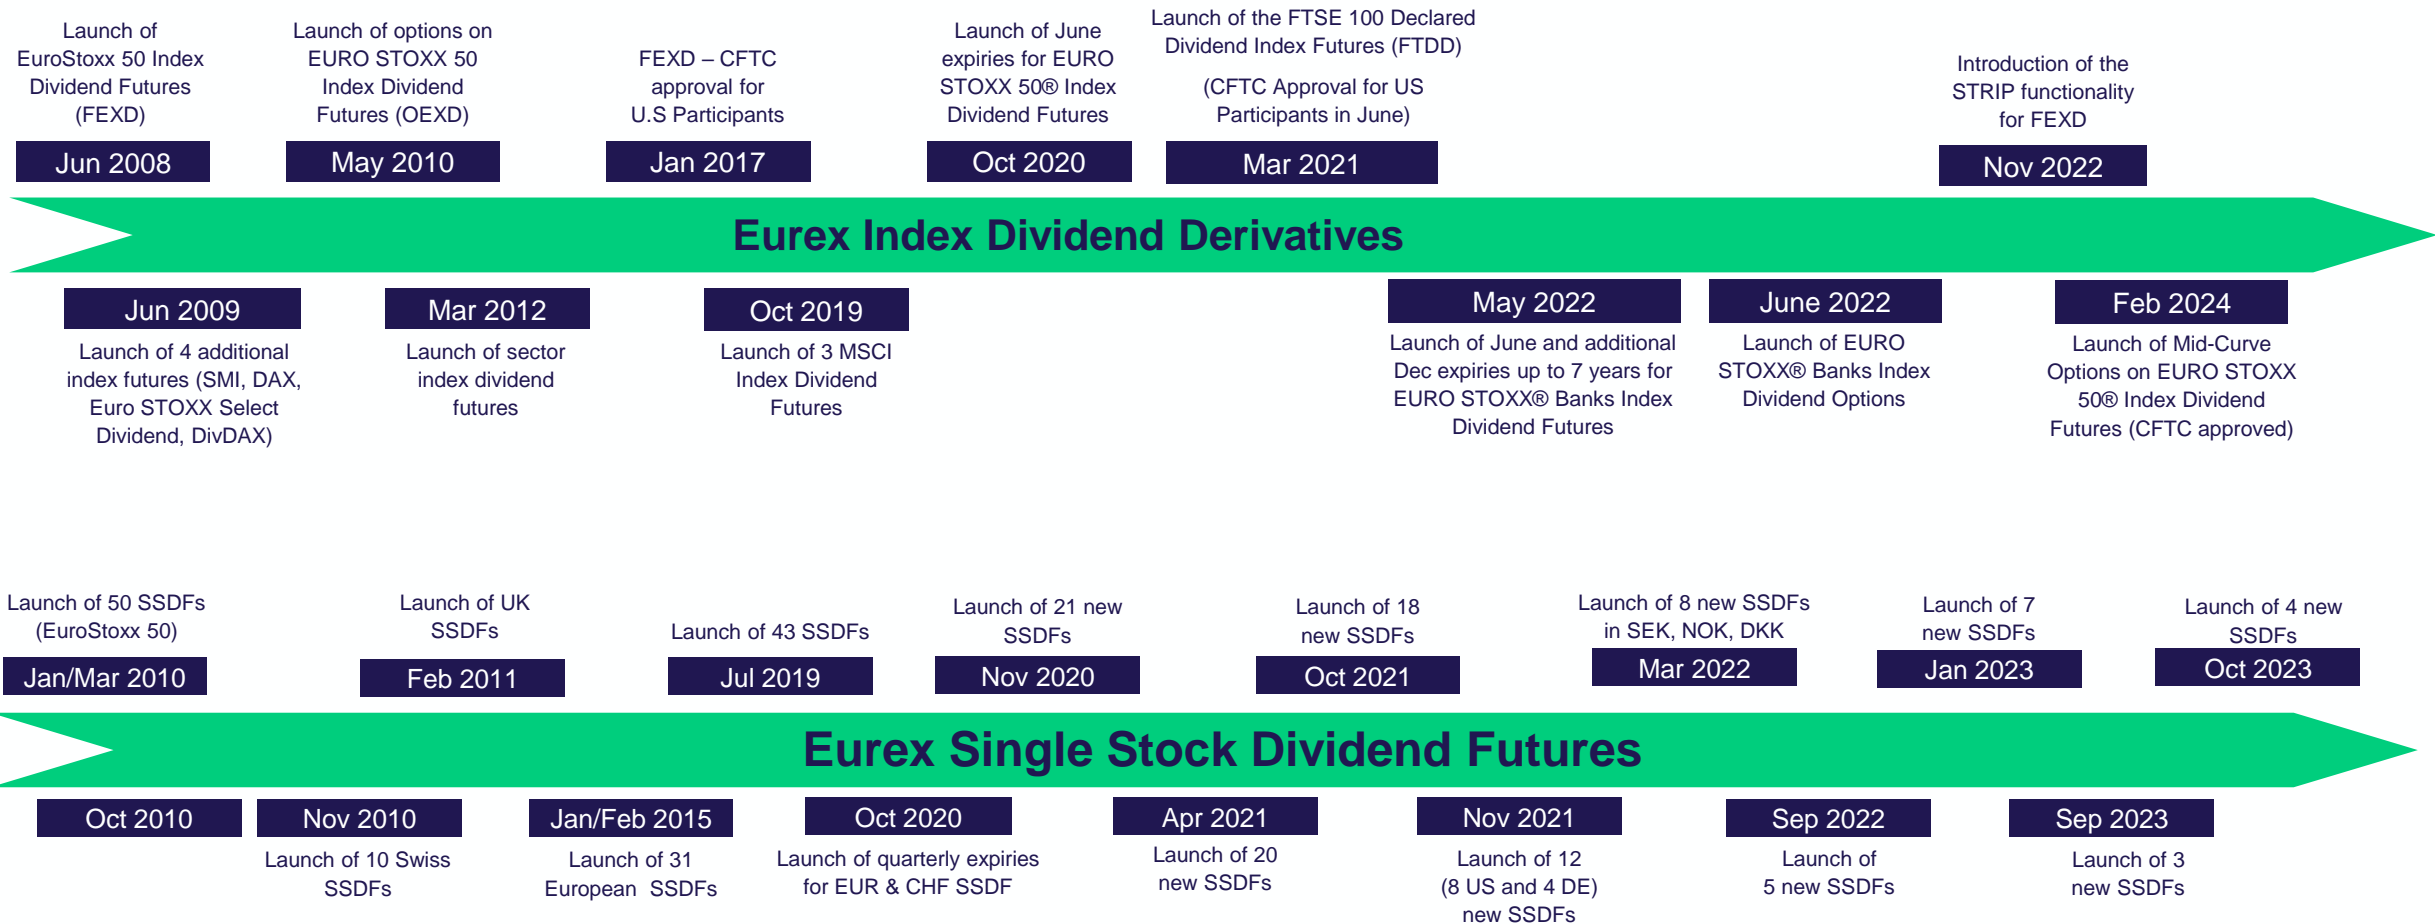 Launch of
EuroStoxx 50 Index
Dividend Futures
(FEXD)
Jun 2008
Launch of options on
EURO STOXX 50
Index Dividend
Futures (OEXD)
May 2010
FEXD – CFTC
approval for
U.S Participants
Jan 2017
Launch of June
expiries for EURO
STOXX 50® Index
Dividend Futures
Oct 2020
Launch of the FTSE 100 Declared
Dividend Index Futures (FTDD)
(CFTC Approval for US
Participants in June)
Mar 2021
Introduction of the
STRIP functionality
for FEXD
Nov 2022
Eurex Index Dividend Derivatives
Jun 2009
Launch of 4 additional
index futures (SMI, DAX,
Euro STOXX Select
Dividend, DivDAX)
Mar 2012
Launch of sector
index dividend
futures
Oct 2019
Launch of 3 MSCI
Index Dividend
Futures
May 2022
Launch of June and additional
Dec expiries up to 7 years for
EURO STOXX® Banks Index
Dividend Futures
June 2022
Launch of EURO
STOXX® Banks Index
Dividend Options
Feb 2024
Launch of Mid-Curve
Options on EURO STOXX
50® Index Dividend
Futures (CFTC approved)
Launch of 50 SSDFs
(EuroStoxx 50)
Jan/Mar 2010
Launch of UK
SSDFs
Feb 2011
Launch of 43 SSDFs
Jul 2019
Launch of 21 new
SSDFs
Nov 2020
Launch of 18
new SSDFs
Oct 2021
Launch of 8 new SSDFs
in SEK, NOK, DKK
Mar 2022
Launch of 7
new SSDFs
Jan 2023
Launch of 4 new
SSDFs
Oct 2023
Eurex Single Stock Dividend Futures
Oct 2010
Nov 2010
Launch of 10 Swiss
SSDFs
Jan/Feb 2015
Launch of 31
European SSDFs
Oct 2020
Launch of quarterly expiries
for EUR & CHF SSDF
Apr 2021
Launch of 20
new SSDFs
Nov 2021
Launch of 12
(8 US and 4 DE)
new SSDFs
Sep 2022
Launch of
5 new SSDFs
Sep 2023
Launch of 3
new SSDFs